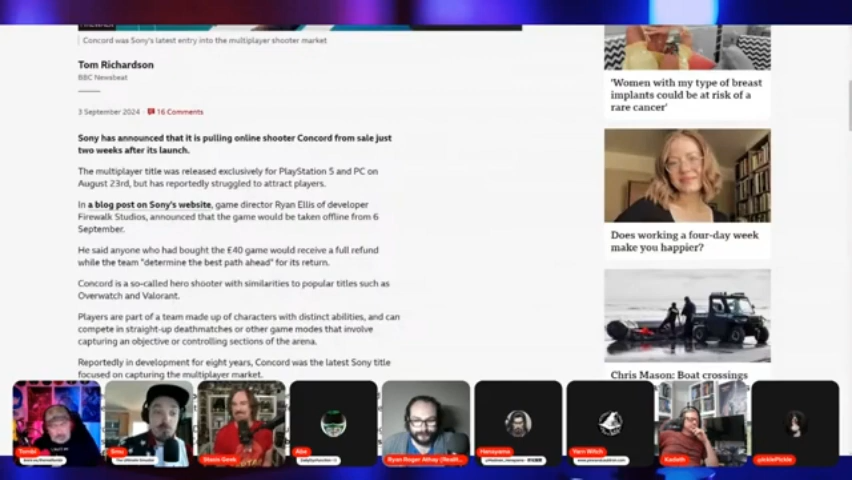 Concord was Sony's latest entry into the multiplayer shooter market
Tom Richardson
BBC Newsbeat
3 September 2024 · 16 Comments
Sony has announced that it is pulling online shooter Concord from sale just
two weeks after its launch.
The multiplayer title was released exclusively for PlayStation 5 and PC on
August 23rd, but has reportedly struggled to attract players.
In a blog post on Sony's website, game director Ryan Ellis of developer
Firewalk Studios, announced that the game would be taken offline from 6
September.
He said anyone who had bought the £40 game would receive a full refund
while the team "determine the best path ahead" for its return.
Concord is a so-called hero shooter with similarities to popular titles such as
Overwatch and Valorant.
Players are part of a team made up of characters with distinct abilities, and can
compete in straight-up deathmatches or other game modes that involve
capturing an objective or controlling sections of the arena.
Reportedly in development for eight years, Concord was the latest Sony title
focused on capturing the multiplayer market.
'Women with my type of breast
implants could be at risk of a
rare cancer'
Does working a four-day week
make you happier?
Chris Mason: Boat crossings
Tombi
Smu
Stasis Geek
Abe
Ryan Roger Alhay
Hanayama
Yarn Witch
Kodoth